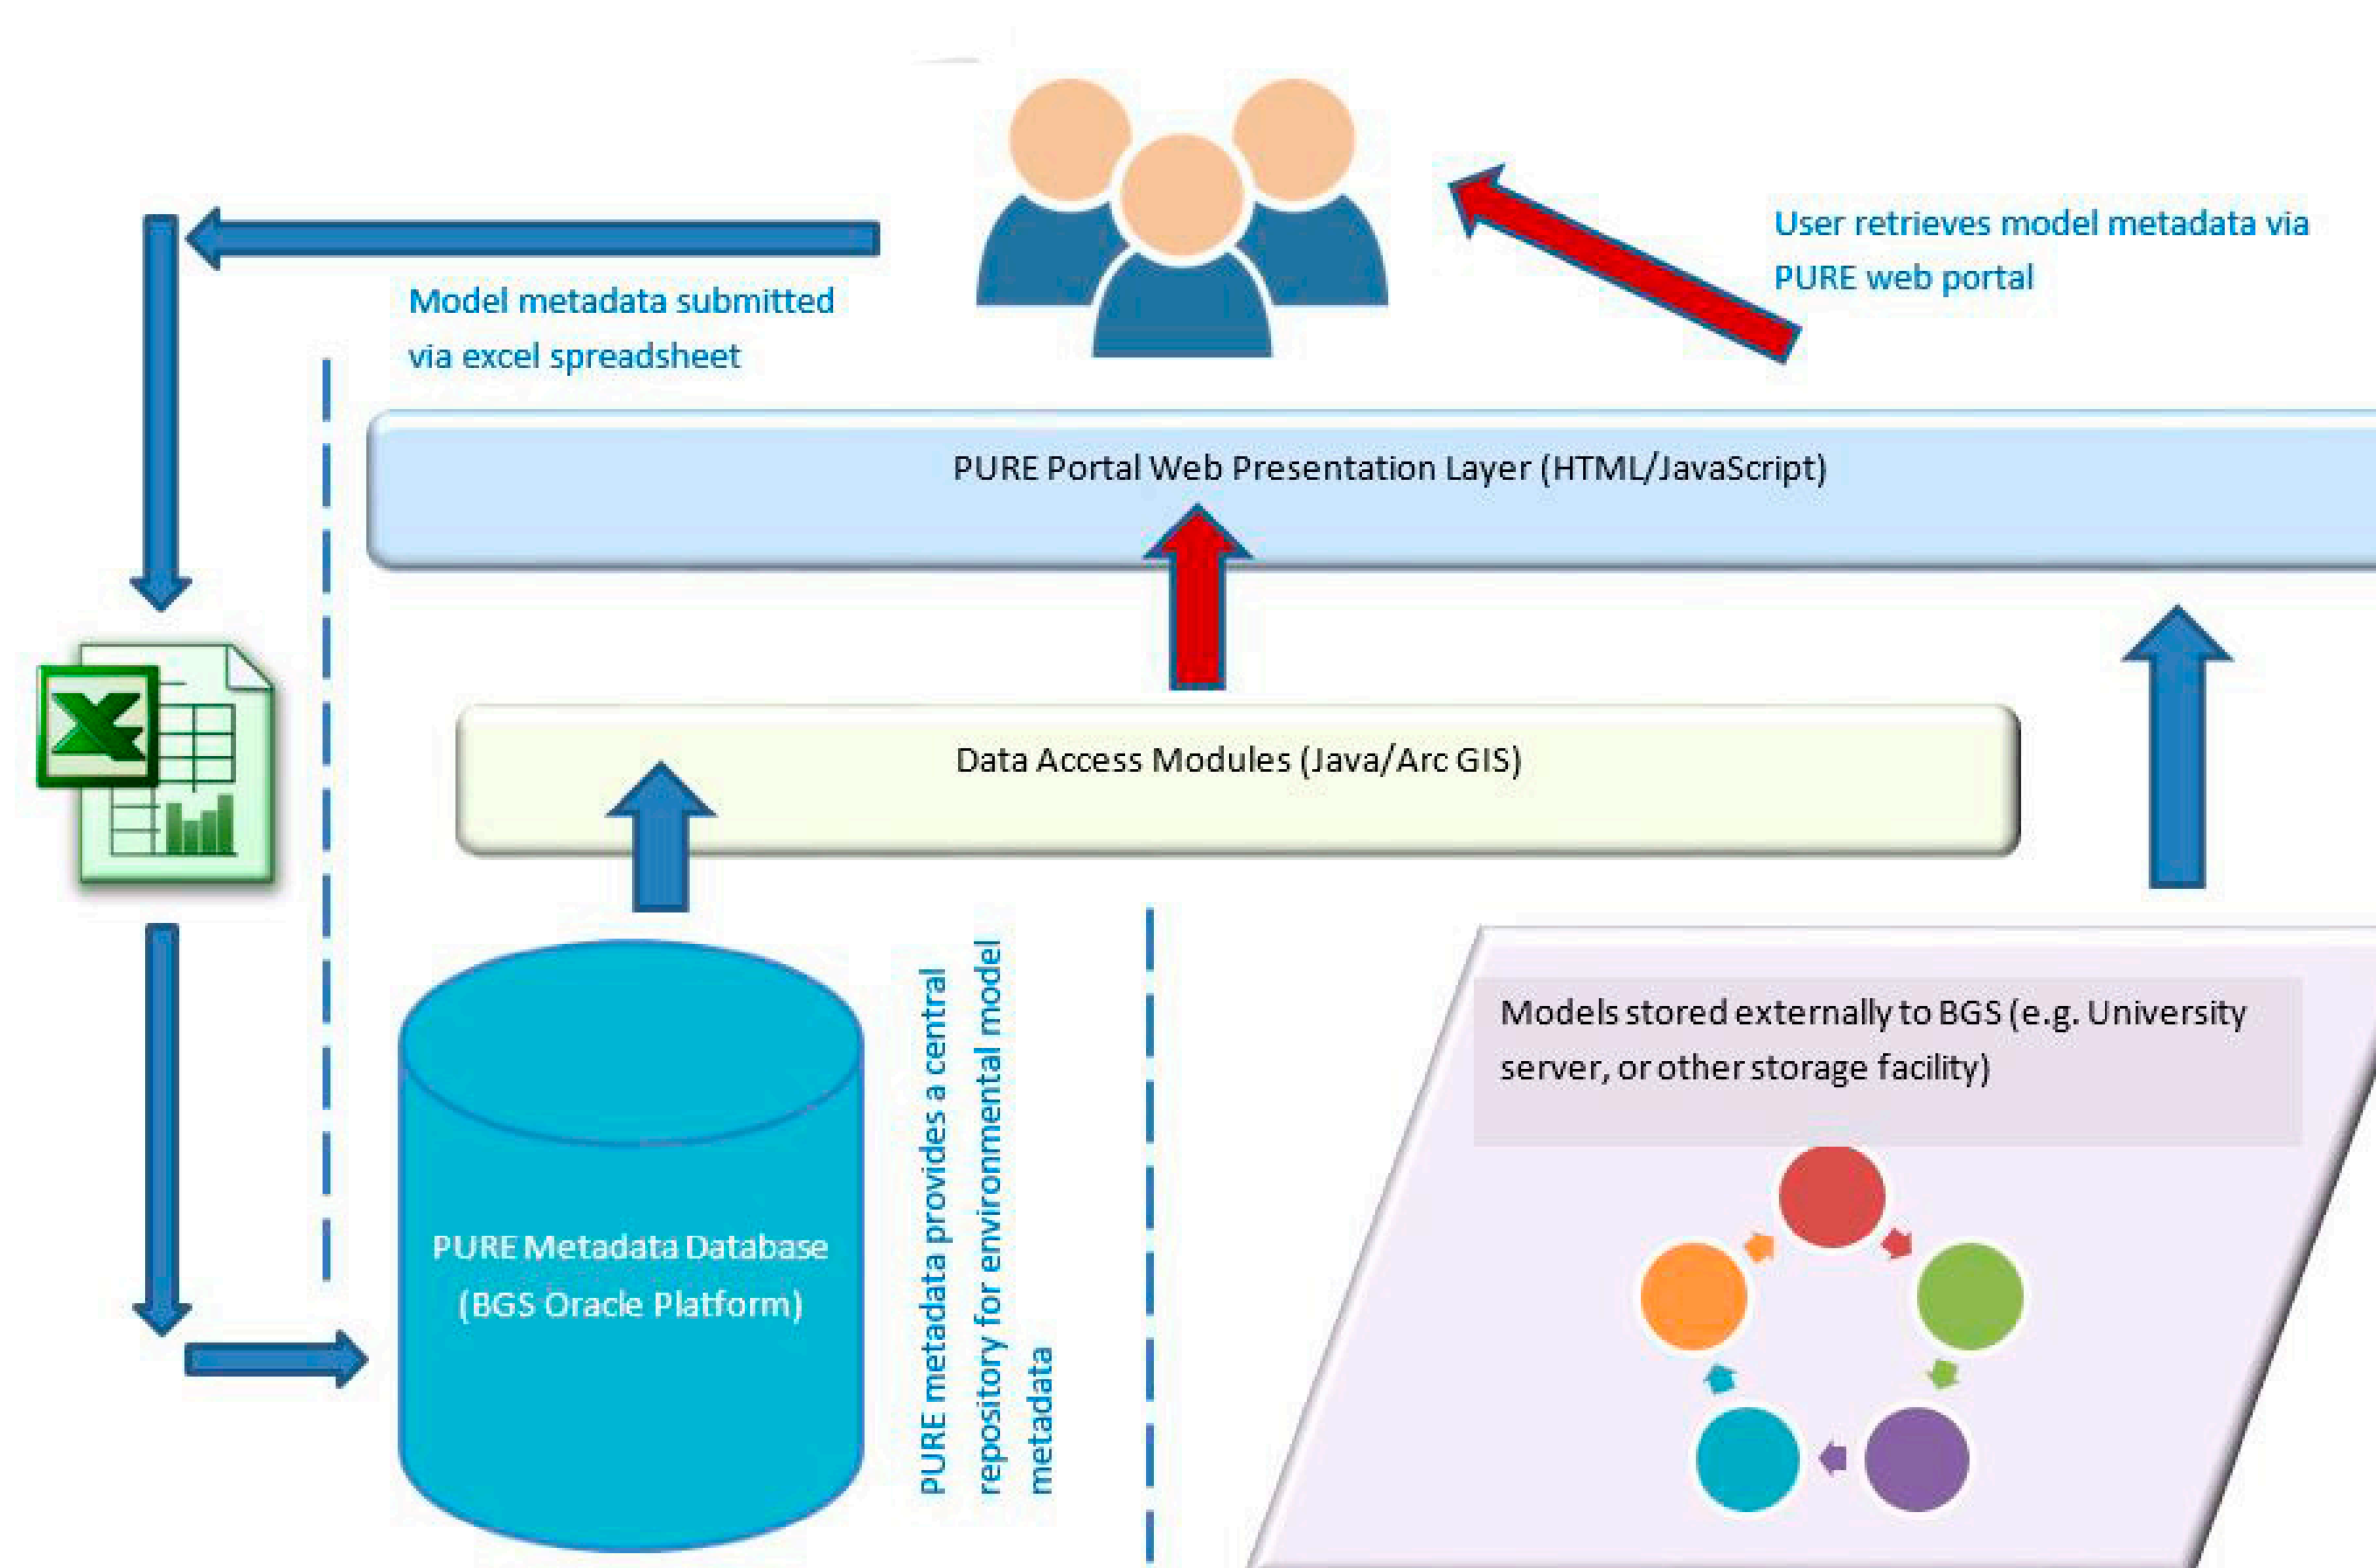 User retrieves model metadata via
PURE web portal
Model metadata submitted
via excel spreadsheet
PURE Portal Web Presentation Layer (HTML/JavaScript)
Data Access Modules (Java/Arc GIS)
PURE Metadata Database
(BGS Oracle Platform)
PURE metadata provides a central
repository for environmental model
metadata
Models stored externally to BGS (e.g. University
server, or other storage facility)